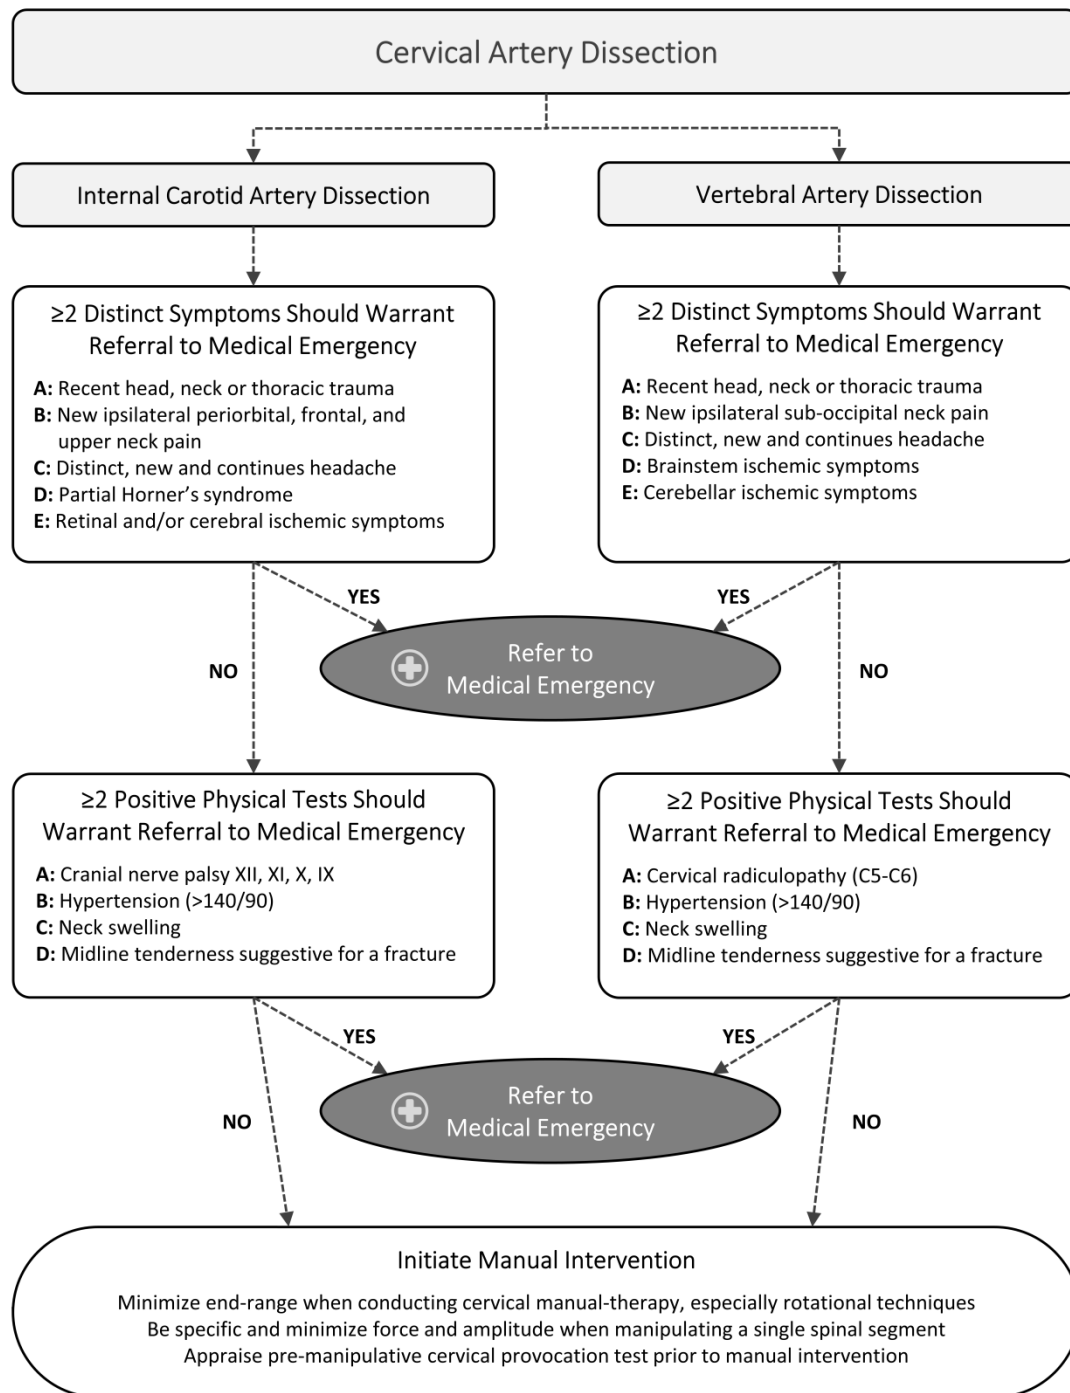 Cervical Artery Dissection
Internal Carotid Artery Dissection
Vertebral Artery Dissection
≥2 Distinct Symptoms Should Warrant
Referral to Medical Emergency
A: Recent head, neck or thoracic trauma
B: New ipsilateral periorbital, frontal, and
upper neck pain
C: Distinct, new and continues headache
D: Partial Horner's syndrome
E: Retinal and/or cerebral ischemic symptoms
≥2 Distinct Symptoms Should Warrant
Referral to Medical Emergency
A: Recent head, neck or thoracic trauma
B: New ipsilateral sub-occipital neck pain
C: Distinct, new and continues headache
D: Brainstem ischemic symptoms
E: Cerebellar ischemic symptoms
YES
YES
Refer to
Medical Emergency
NO
NO
≥2 Positive Physical Tests Should
Warrant Referral to Medical Emergency
A: Cranial nerve palsy XII, XI, X, IX
B: Hypertension (>140/90)
C: Neck swelling
D: Midline tenderness suggestive for a fracture
≥2 Positive Physical Tests Should
Warrant Referral to Medical Emergency
A: Cervical radiculopathy (C5-C6)
B: Hypertension (>140/90)
C: Neck swelling
D: Midline tenderness suggestive for a fracture
YES
YES
Refer to
Medical Emergency
NO
NO
Initiate Manual Intervention
Minimize end-range when conducting cervical manual-therapy, especially rotational techniques
Be specific and minimize force and amplitude when manipulating a single spinal segment
Appraise pre-manipulative cervical provocation test prior to manual intervention